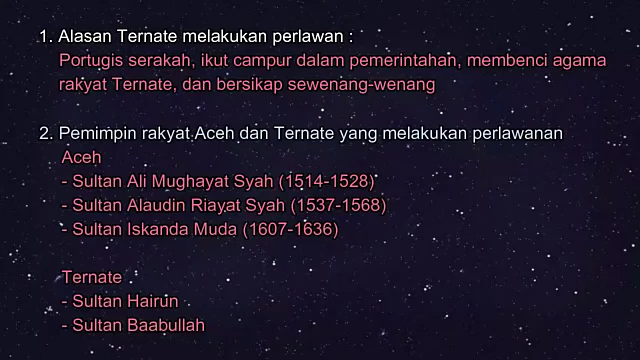 1. Alasan Ternate melakukan perlawan :
Portugis serakah, ikut campur dalam pemerintahan, membenci agama
rakyat Ternate, dan bersikap sewenang-wenang
2. Pemimpin rakyat Aceh dan Ternate yang melakukan perlawanan
Aceh
- Sultan Ali Mughayat Syah (1514-1528)
- Sultan Alaudin Riayat Syah (1537-1568)
- Sultan Iskanda Muda (1607-1636)
Ternate
- Sultan Hairun
- Sultan Baabullah